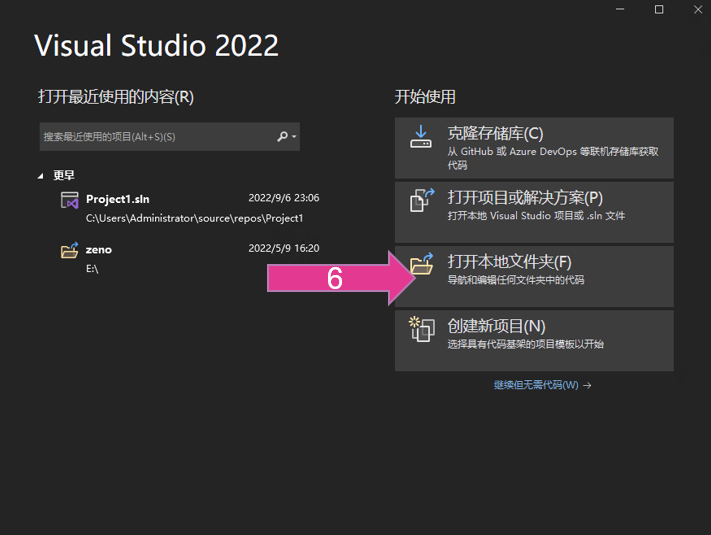 Visual Studio 2022
打开最近使用的内容(R)
搜索最近使用的项目(Alt+S)(S)
更早
Project1.sln 2022/9/6 23:06
C:\Users\Administrator\source\repos\Project1
zeno 2022/5/9 16:20
E:\
6
开始使用
克隆存储库(C)
从 GitHub 或 Azure DevOps 等联机存储库获取
代码
打开项目或解决方案(P)
打开本地 Visual Studio 项目或 .sln 文件
打开本地文件夹(F)
导航和编辑任何文件夹中的代码
创建新项目(N)
选择具有代码基架的项目模板以开始
继续但无需代码(W) →